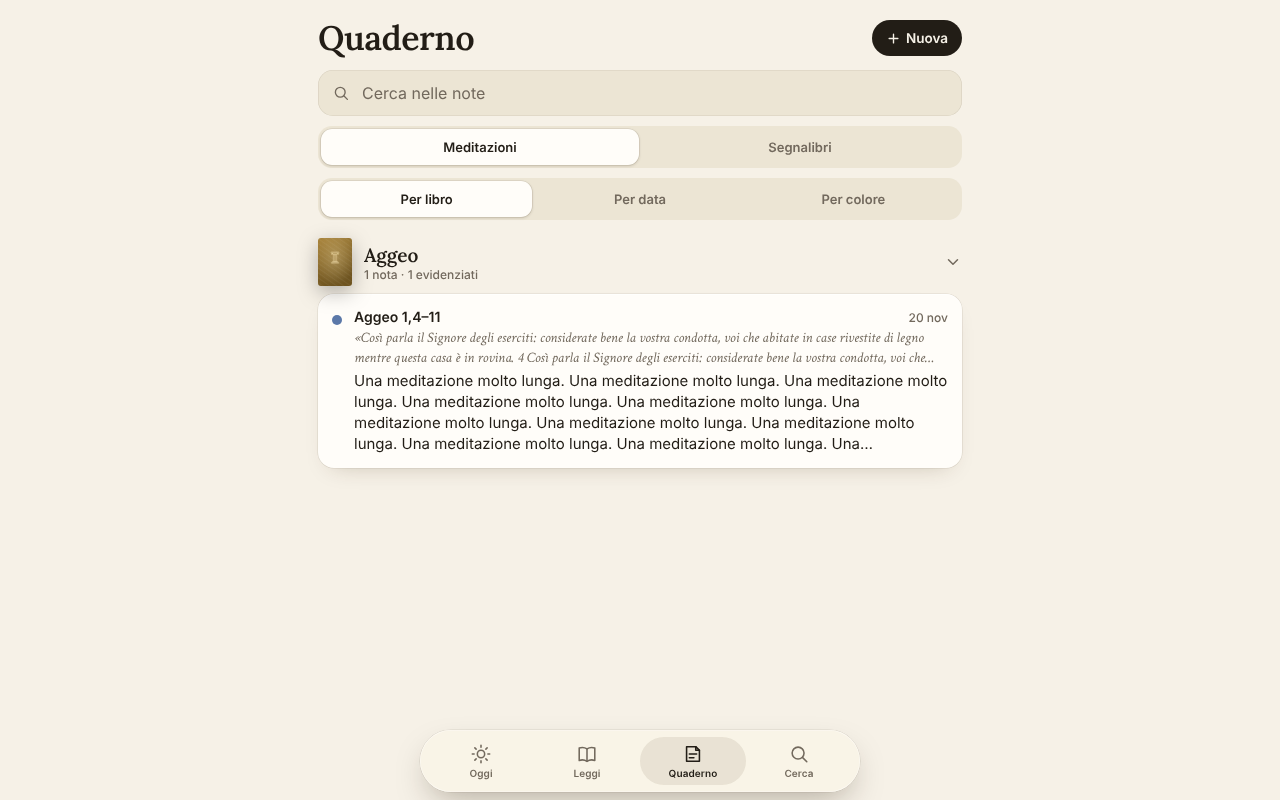 Quaderno
Nuova
Cerca nelle note
Meditazioni
Segnalibri
Per libro
Per data
Per colore
Aggeo
1 nota · 1 evidenziati
Aggeo 1,4–11
20 nov
«Così parla il Signore degli eserciti: considerate bene la vostra condotta, voi che abitate in case rivestite di legno
mentre questa casa è in rovina. 4 Così parla il Signore degli eserciti: considerate bene la vostra condotta, voi che…
Una meditazione molto lunga. Una meditazione molto lunga. Una meditazione molto
lunga. Una meditazione molto lunga. Una meditazione molto lunga. Una
meditazione molto lunga. Una meditazione molto lunga. Una meditazione molto
lunga. Una meditazione molto lunga. Una meditazione molto lunga. Una…
Oggi
Leggi
Quaderno
Cerca